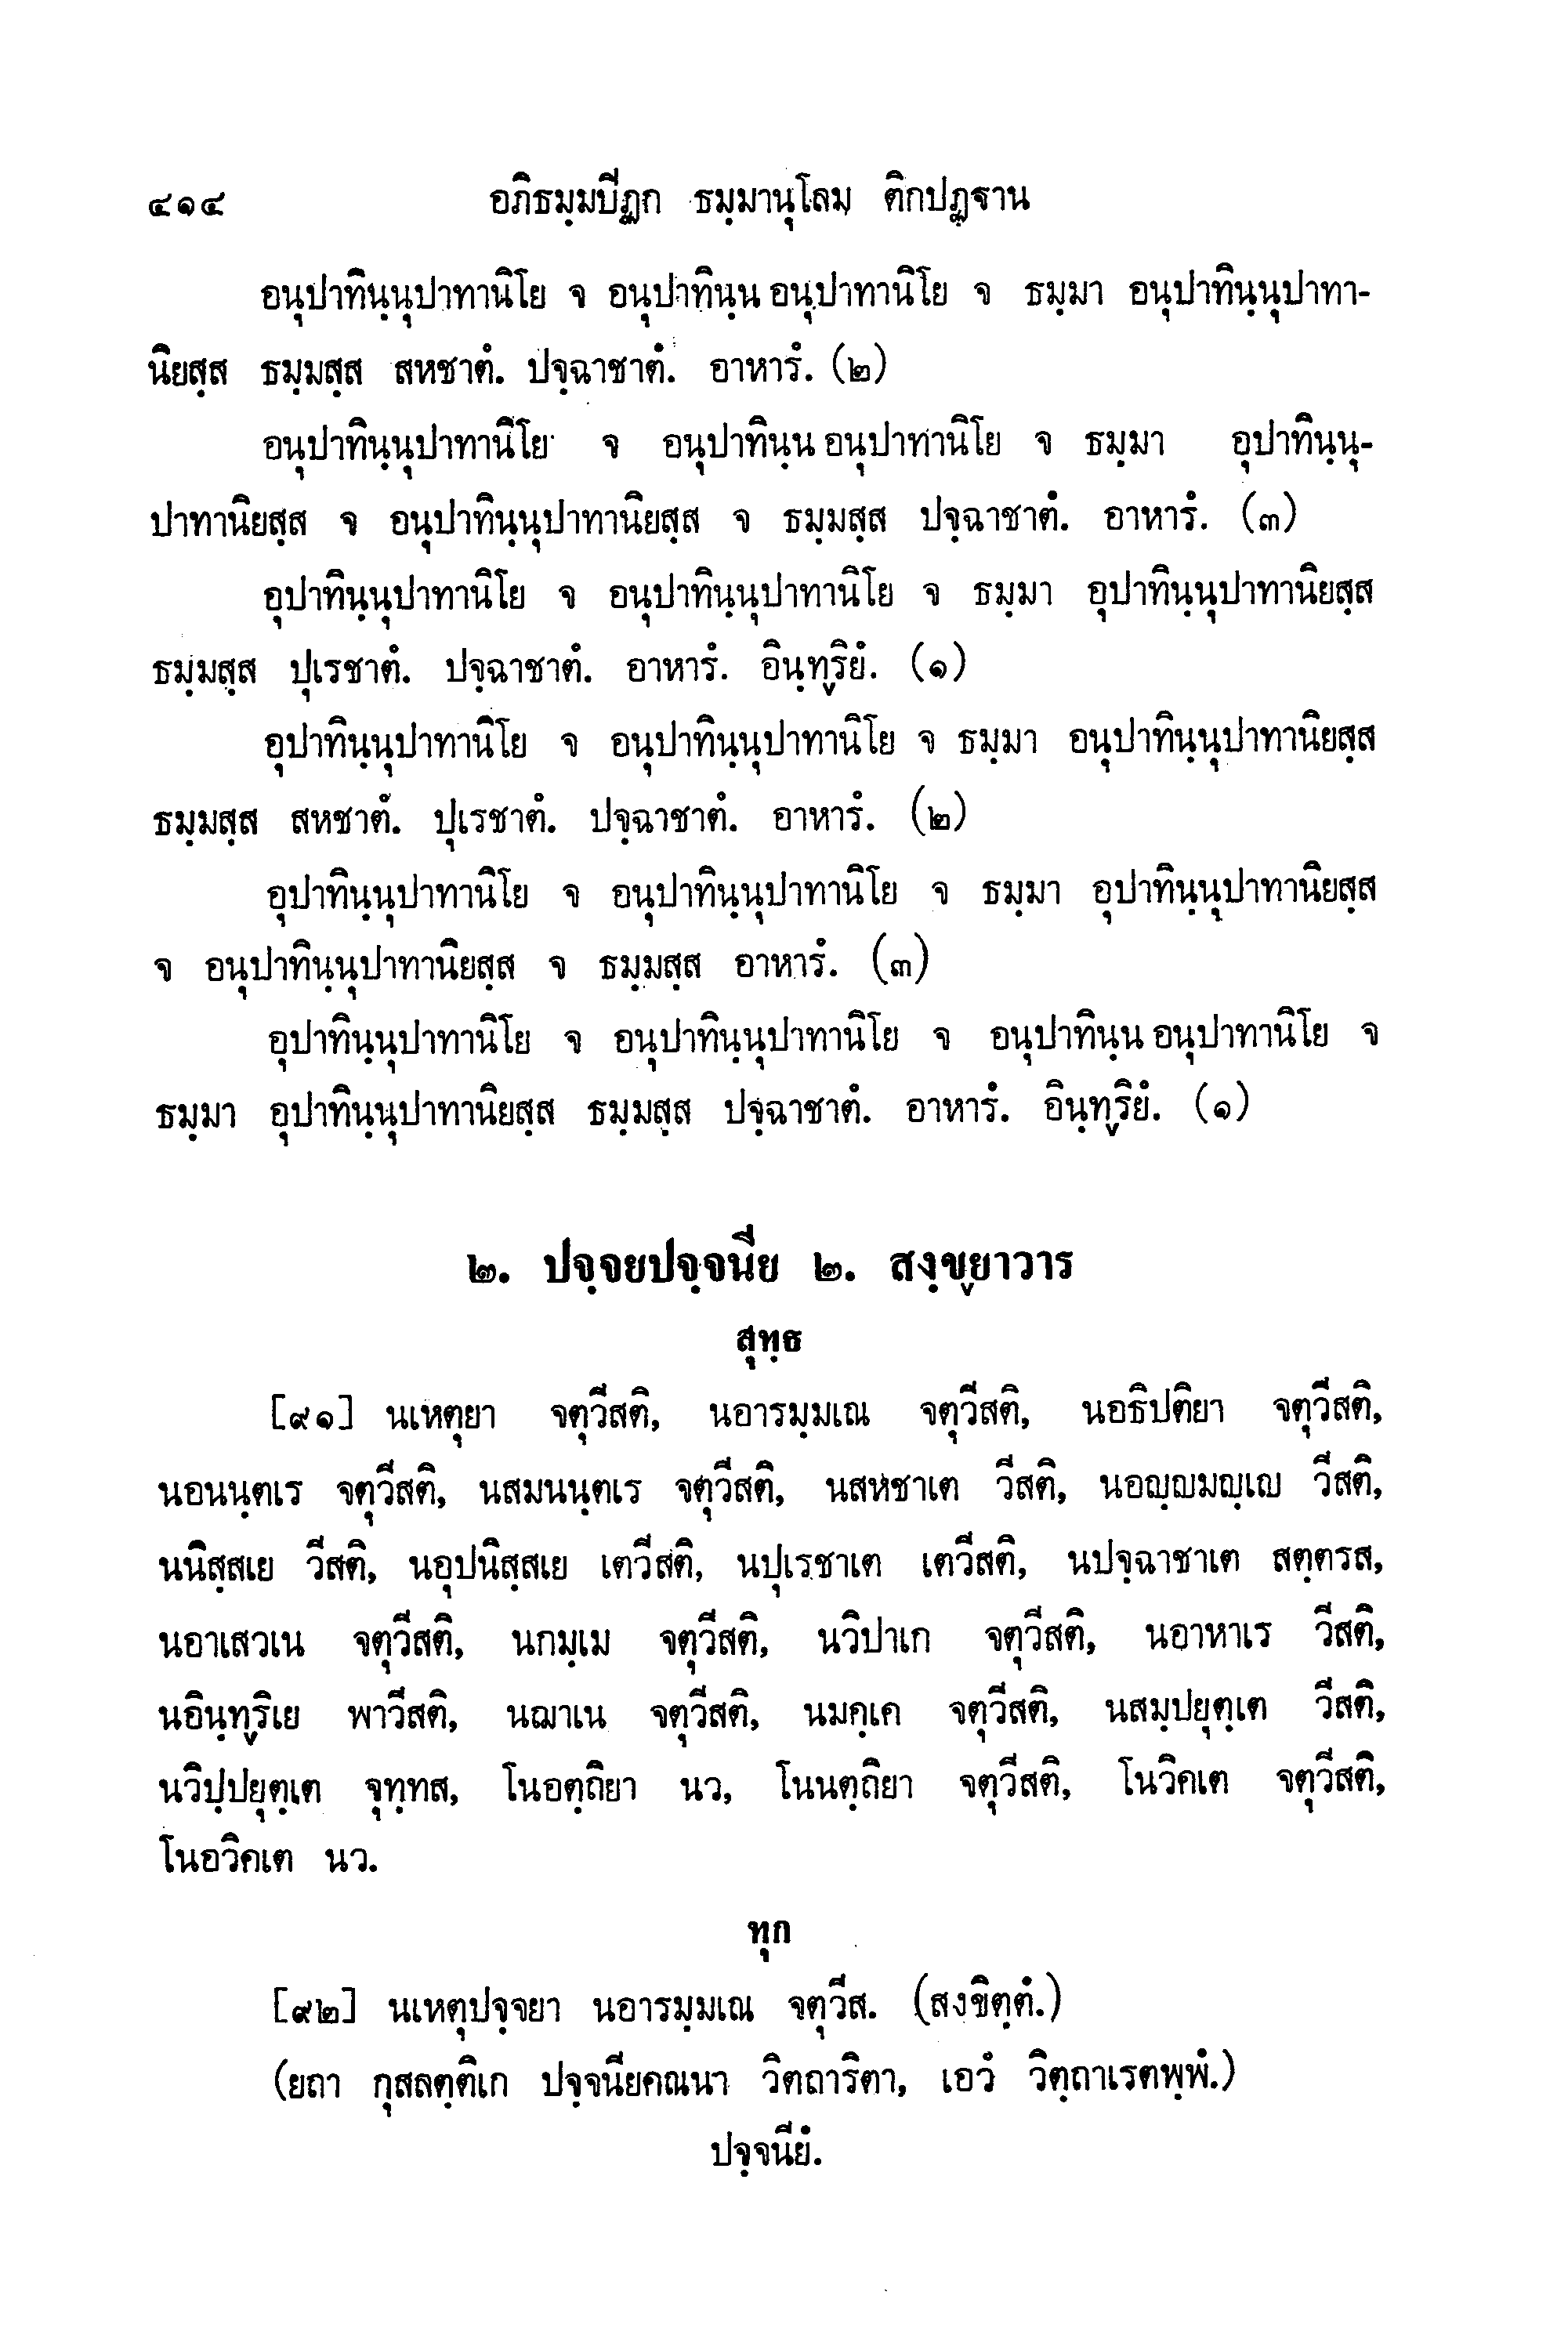 ๔๑๔ อภิธมฺมปีฏก ธมฺมานุโลม ติกปฏฺฐาน
อนุปาทินฺนุปาทานิโย จ อนุปาทินฺน อนุปาทานิโย จ ธมฺมา อนุปาทินฺนุปาทา-
นิยสฺส ธมฺมสฺส สหชาตํ. ปจฺฉาชาตํ. อาหารํ. (๒)
อนุปาทินฺนุปาทานิโย จ อนุปาทินฺน อนุปาทานิโย จ ธมฺมา อุปาทินฺนุ-
ปาทานิยสฺส จ อนุปาทินฺนุปาทานิยสฺส จ ธมฺมสฺส ปจฺฉาชาตํ. อาหารํ. (๓)
อุปาทินฺนุปาทานิโย จ อนุปาทินฺนุปาทานิโย จ ธมฺมา อุปาทินฺนุปาทานิยสฺส
ธมฺมสฺส ปุเรชาตํ. ปจฺฉาชาตํ. อาหารํ. อินฺทฺริยํ. (๑)
อุปาทินฺนุปาทานิโย จ อนุปาทินฺนุปาทานิโย จ ธมฺมา อนุปาทินฺนุปาทานิยสฺส
ธมฺมสฺส สหชาตํ. ปุเรชาตํ. ปจฺฉาชาตํ. อาหารํ. (๒)
อุปาทินฺนุปาทานิโย จ อนุปาทินฺนุปาทานิโย จ ธมฺมา อุปาทินฺนุปาทานิยสฺส
จ อนุปาทินฺนุปาทานิยสฺส จ ธมฺมสฺส อาหารํ. (๓)
อุปาทินฺนุปาทานิโย จ อนุปาทินฺนุปาทานิโย จ อนุปาทินฺน อนุปาทานิโย จ
ธมฺมา อุปาทินฺนุปาทานิยสฺส ธมฺมสฺส ปจฺฉาชาตํ. อาหารํ. อินฺทฺริยํ. (๑)
๒. ปจฺจยปจฺจนีย ๒. สงฺขฺยาวาร
สุทฺธ
[๙๑] นเหตุยา จตุวีสติ, นอารมฺมเณ จตุวีสติ, นอธิปติยา จตุวีสติ,
นอนนฺตเร จตุวีสติ, นสมนนฺตเร จตุวีสติ, นสหชาเต วีสติ, นอญฺญมญฺเญ วีสติ,
นนิสฺสเย วีสติ, นอุปนิสฺสเย เตวีสติ, นปุเรชาเต เตวีสติ, นปจฺฉาชาเต สตฺตรส,
นอาเสวเน จตุวีสติ, นกมฺเม จตุวีสติ, นวิปาเก จตุวีสติ, นอาหาเร วีสติ,
นอินฺทฺริเย พาวีสติ, นฌาเน จตุวีสติ, นมคฺเค จตุวีสติ, นสมฺปยุตฺเต วีสติ,
นวิปฺปยุตฺเต จุทฺทส, โนอตฺถิยา นว, โนนตฺถิยา จตุวีสติ, โนวิคเต จตุวีสติ,
โนอวิคเต นว.
ทุก
[๙๒] นเหตุปจฺจยา นอารมฺมเณ จตุวีส. (สงฺขิตฺตํ.)
(ยถา กุสลตฺติเก ปจฺจนียคณนา วิตถาริตา, เอวํ วิตฺถาเรตพฺพํ.)
ปจฺจนียํ.